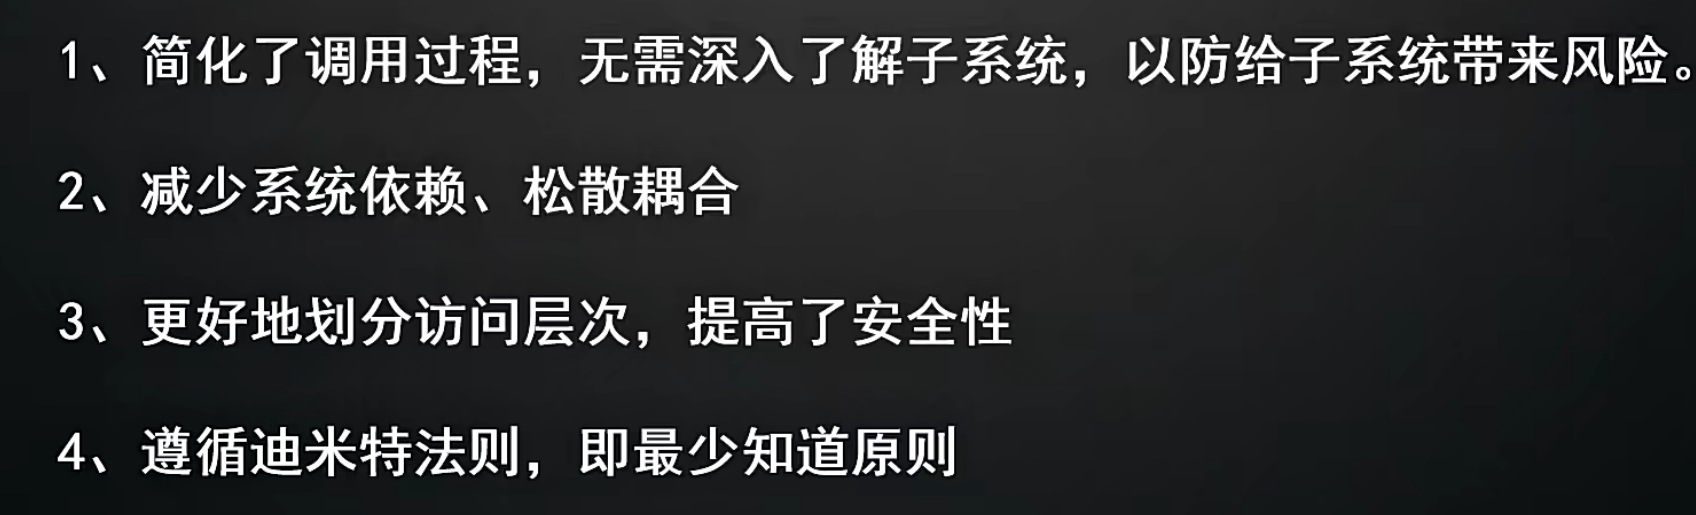 1、简化了调用过程，无需深入了解子系统，以防给子系统带来风险。
2、减少系统依赖、松散耦合
3、更好地划分访问层次，提高了安全性
4、遵循迪米特法则，即最少知道原则